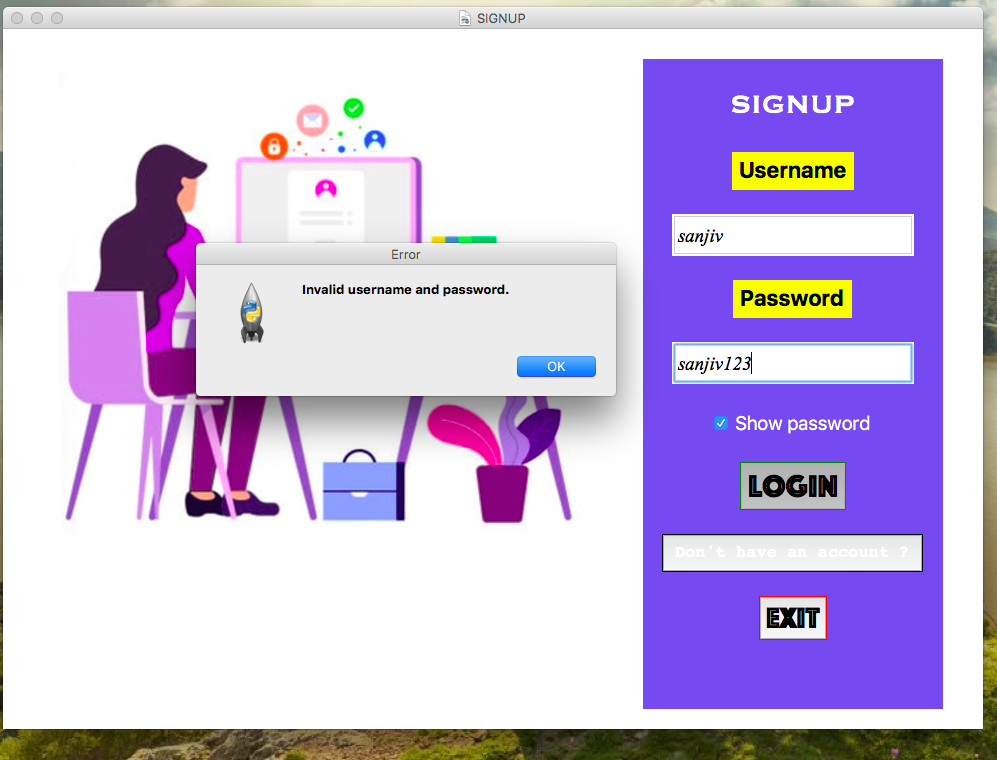 SIGNUP
SIGNUP
Username
sanjiv
Error
Invalid username and password.
OK
Password
sanjiv123
Show password
LOGIN
Don't have an account ?
EXIT